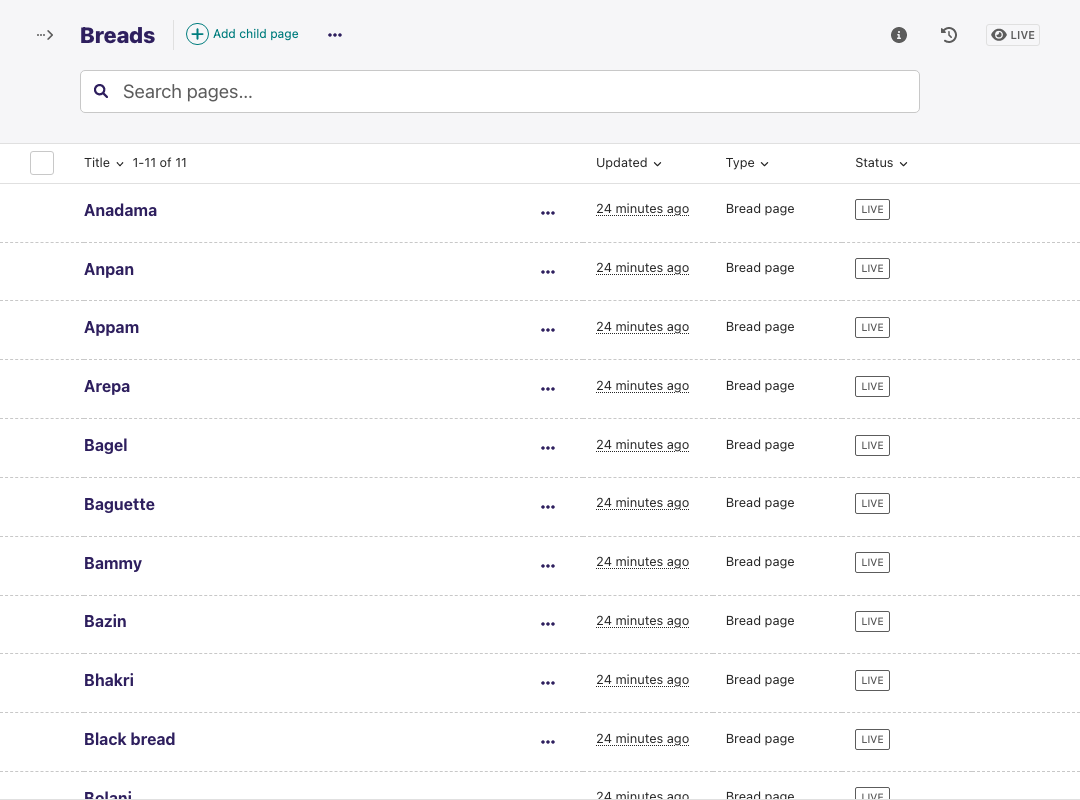 Breads
Add child page
LIVE
Search pages…
Title 1-11 of 11 Updated Type Status
Anadama 24 minutes ago Bread page LIVE
Anpan 24 minutes ago Bread page LIVE
Appam 24 minutes ago Bread page LIVE
Arepa 24 minutes ago Bread page LIVE
Bagel 24 minutes ago Bread page LIVE
Baguette 24 minutes ago Bread page LIVE
Bammy 24 minutes ago Bread page LIVE
Bazin 24 minutes ago Bread page LIVE
Bhakri 24 minutes ago Bread page LIVE
Black bread 24 minutes ago Bread page LIVE
Bolani 24 minutes ago Bread page LIVE